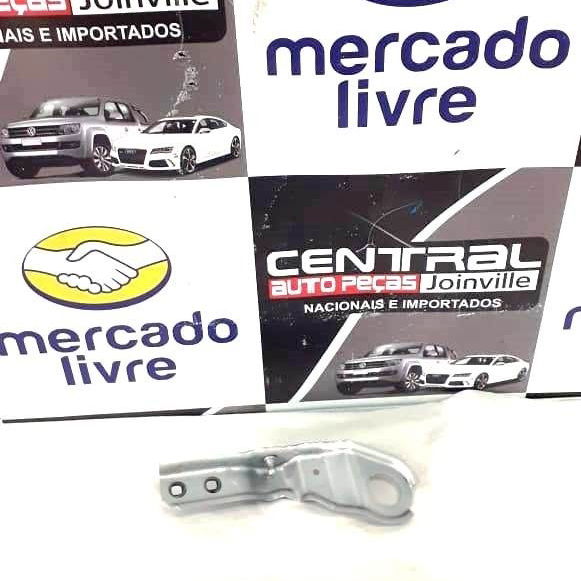 Peças Joinville
NAIS E IMPORTADOS
mercado
livre
CENTRAL
AUTO PEÇAS Joinville
NACIONAIS E IMPORTADOS
mercado
livre